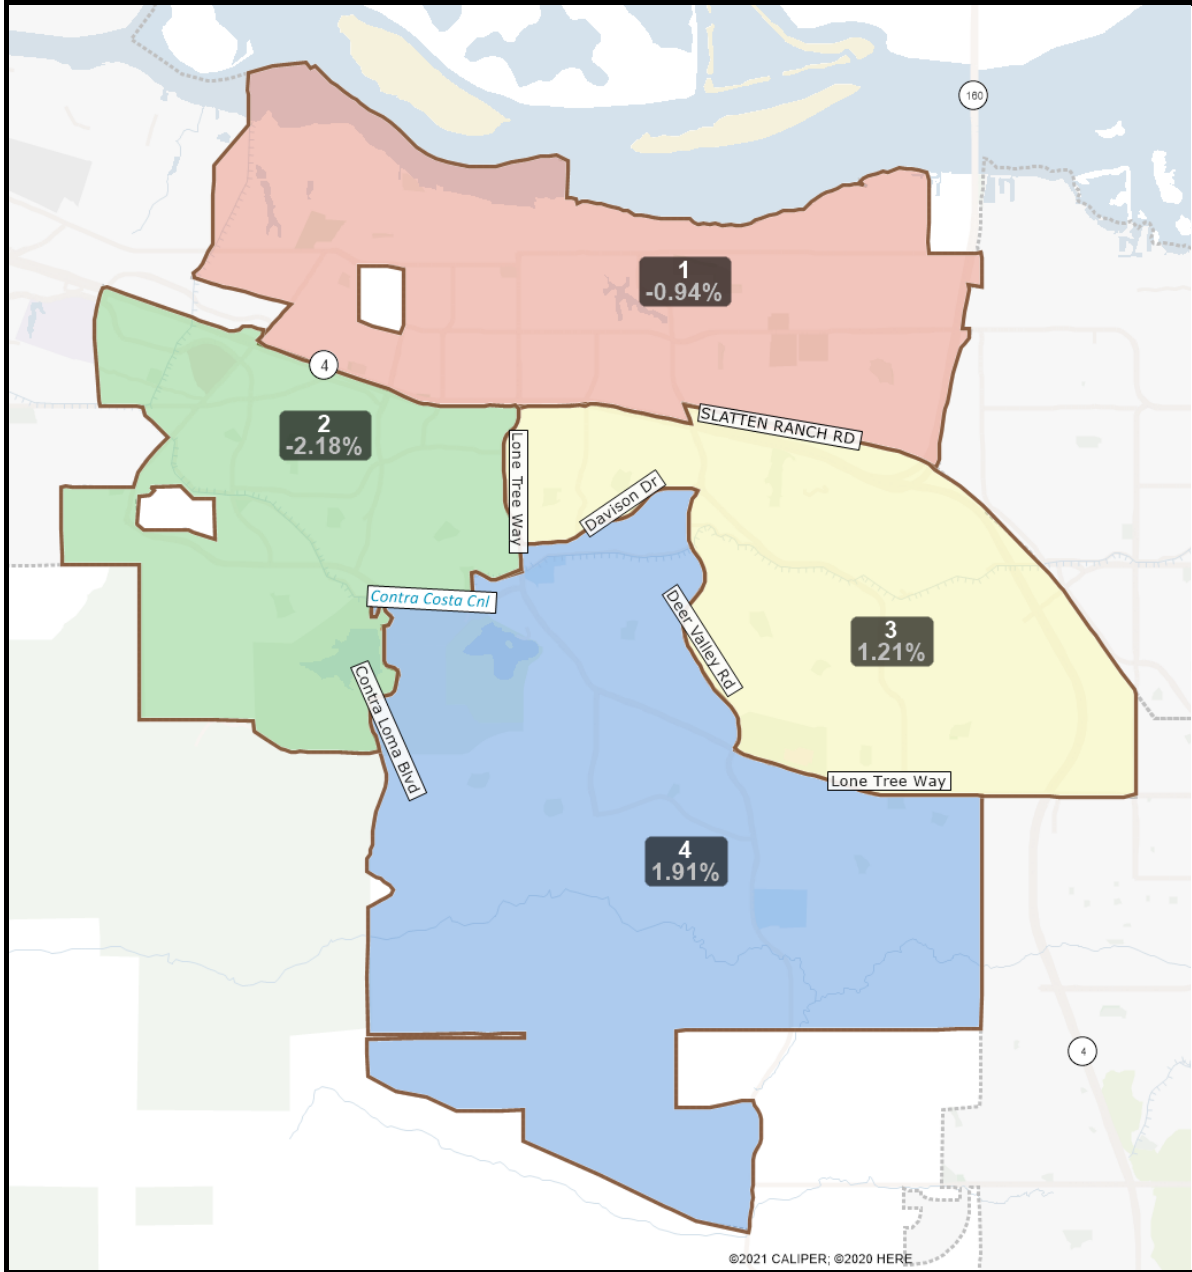 160
1
-0.94%
4
2
-2.18%
SLATTEN RANCH RD
Lone Tree Way
Davison Dr
Contra Costa Cnl
Deer Valley Rd
3
1.21%
Contra Loma Blvd
Lone Tree Way
4
1.91%
4
©2021 CALIPER; ©2020 HERE